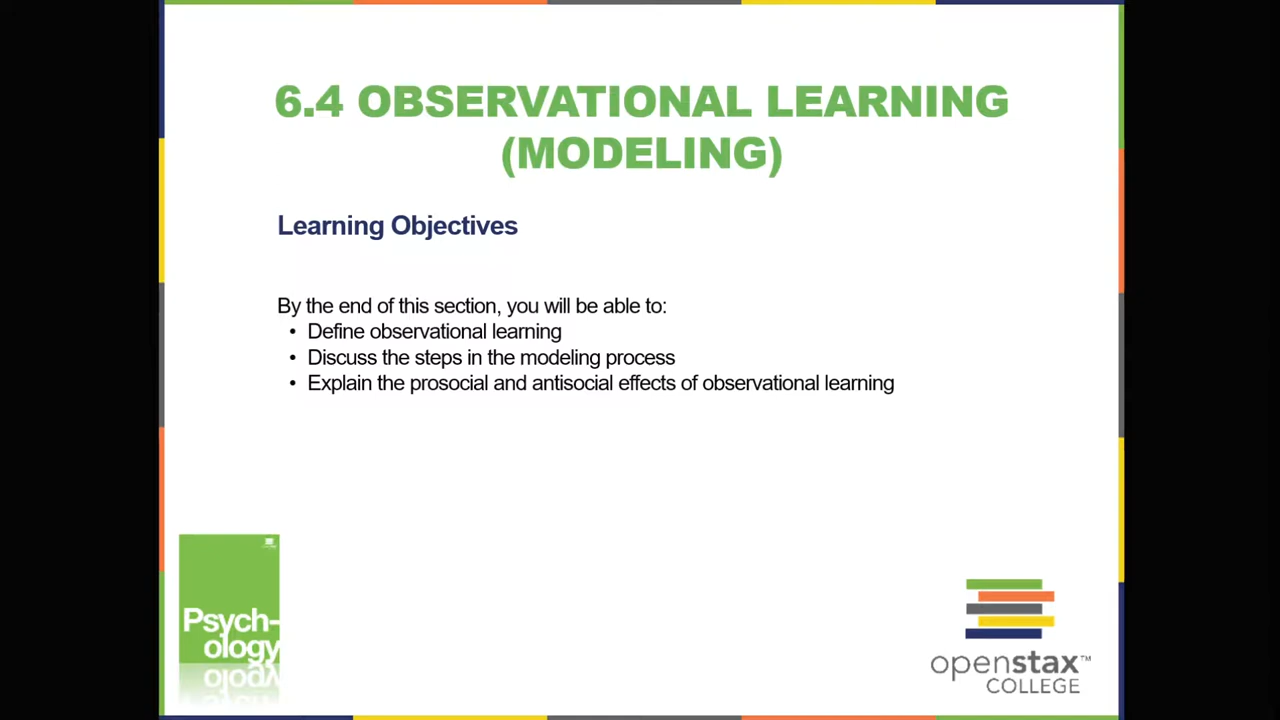 6.4 OBSERVATIONAL LEARNING
(MODELING)
Learning Objectives
By the end of this section, you will be able to:
• Define observational learning
• Discuss the steps in the modeling process
• Explain the prosocial and antisocial effects of observational learning
Psych-
ology
openstax™
COLLEGE